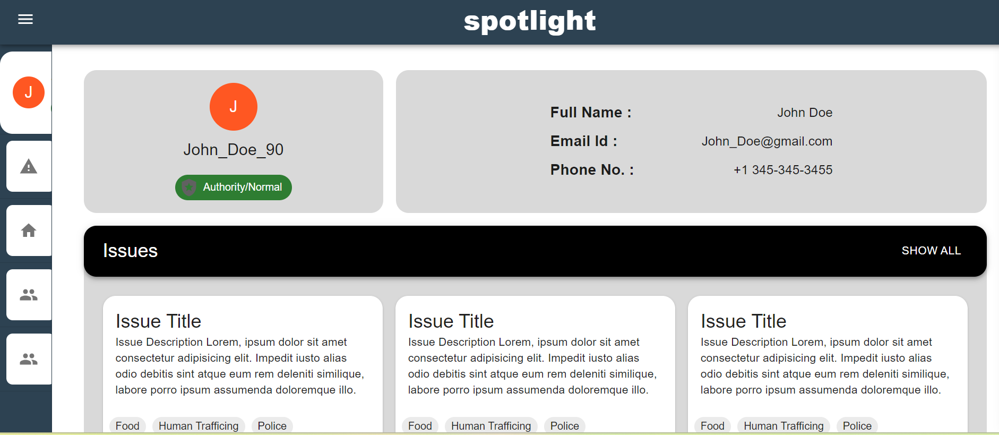 spotlight
J
J
John_Doe_90
Authority/Normal
Full Name : John Doe
Email Id : John_Doe@gmail.com
Phone No. : +1 345-345-3455
Issues SHOW ALL
Issue Title
Issue Description Lorem, ipsum dolor sit amet
consectetur adipisicing elit. Impedit iusto alias
odio debitis sint atque eum rem deleniti similique,
labore porro ipsum assumenda doloremque illo.
Food Human Trafficing Police
Issue Title
Issue Description Lorem, ipsum dolor sit amet
consectetur adipisicing elit. Impedit iusto alias
odio debitis sint atque eum rem deleniti similique,
labore porro ipsum assumenda doloremque illo.
Food Human Trafficing Police
Issue Title
Issue Description Lorem, ipsum dolor sit amet
consectetur adipisicing elit. Impedit iusto alias
odio debitis sint atque eum rem deleniti similique,
labore porro ipsum assumenda doloremque illo.
Food Human Trafficing Police